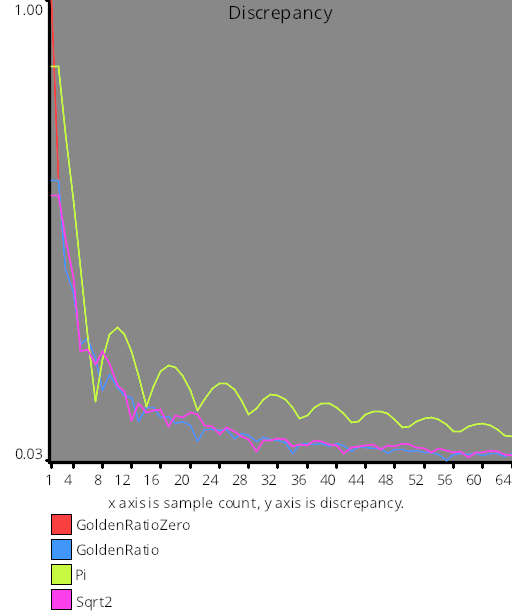 1.00
Discrepancy
0.03
1 4 8 12 16 20 24 28 32 36 40 44 48 52 56 60 64
x axis is sample count, y axis is discrepancy.
GoldenRatioZero
GoldenRatio
Pi
Sqrt2